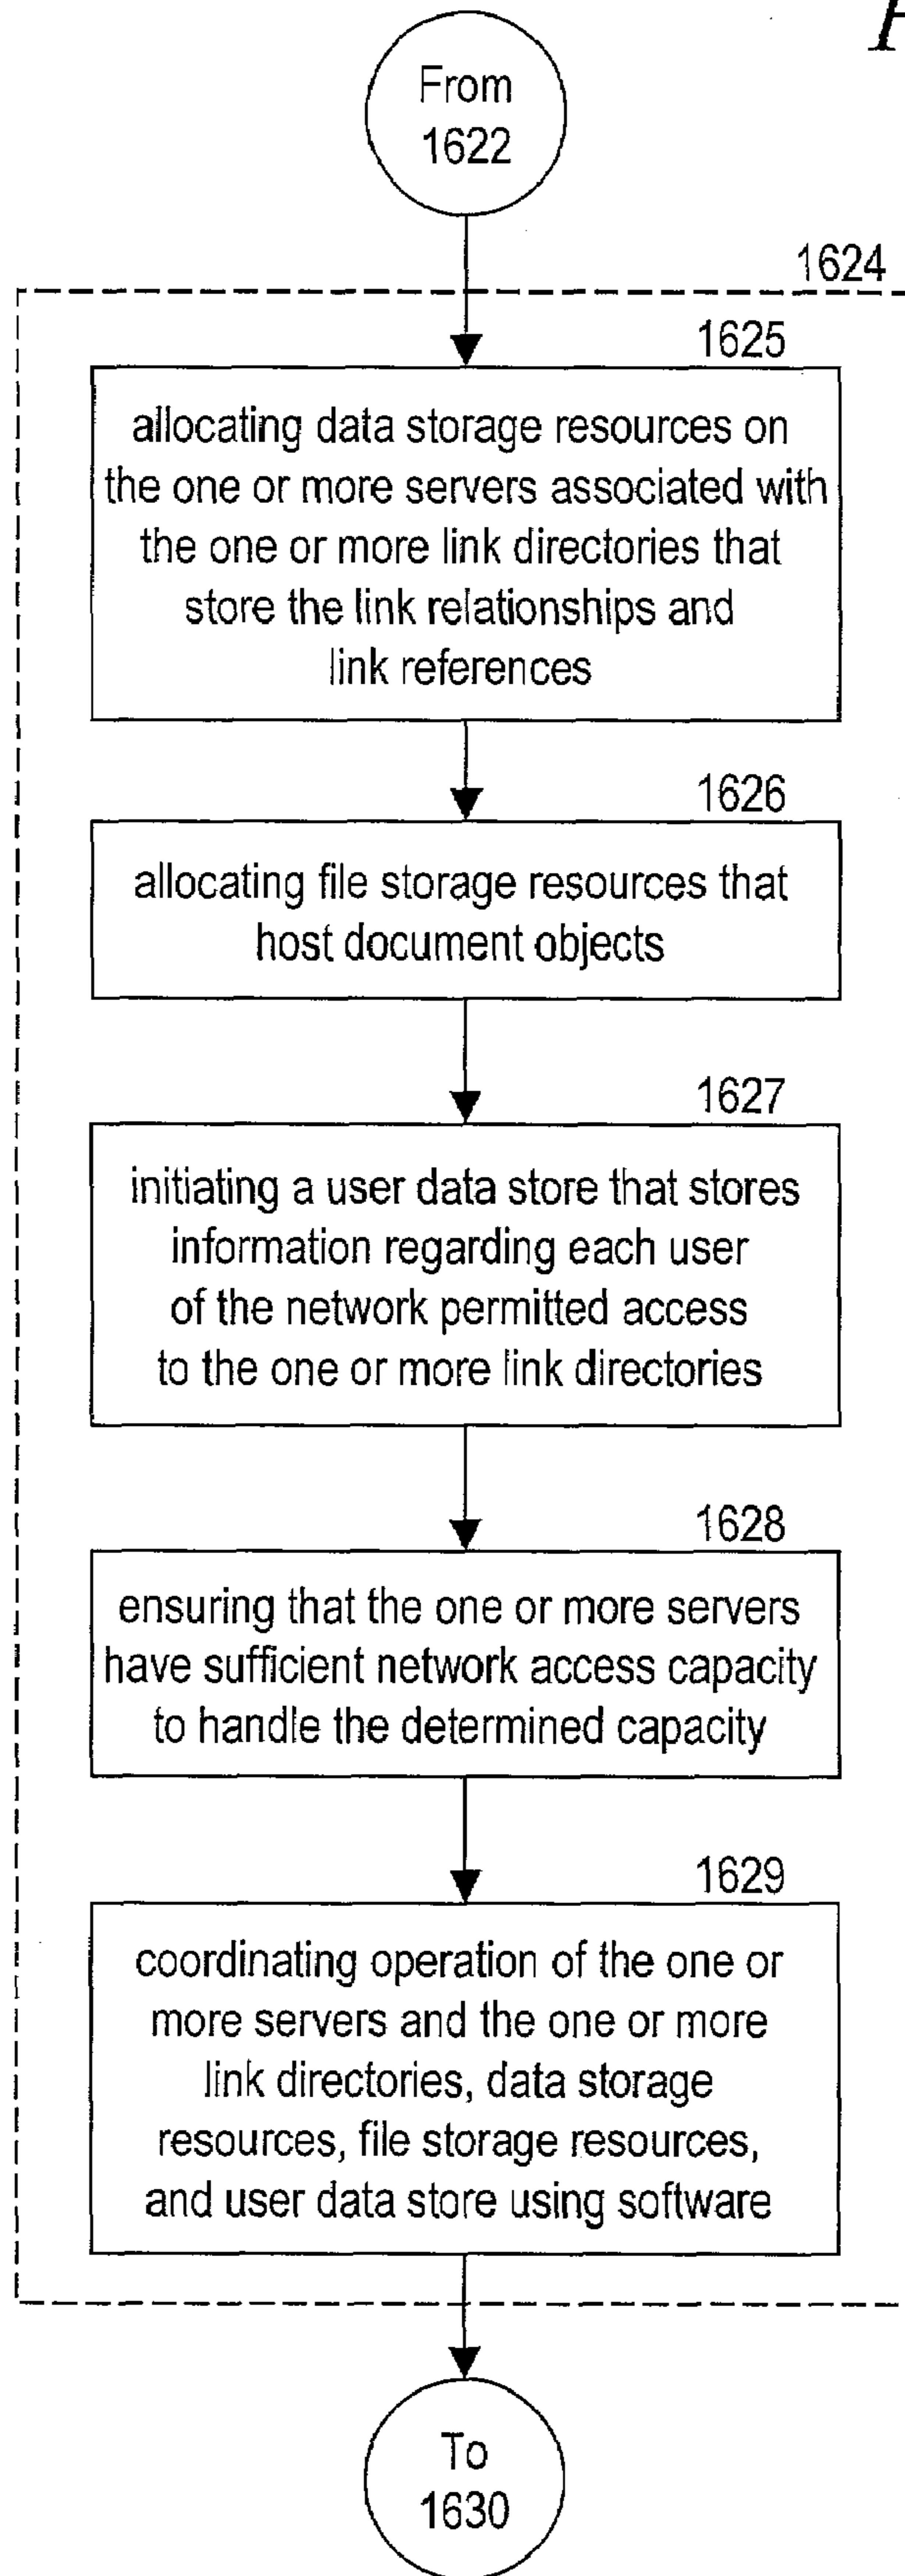 From
1622
1624
1625
allocating data storage resources on
the one or more servers associated with
the one or more link directories that
store the link relationships and
link references
1626
allocating file storage resources that
host document objects
1627
initiating a user data store that stores
information regarding each user
of the network permitted access
to the one or more link directories
1628
ensuring that the one or more servers
have sufficient network access capacity
to handle the determined capacity
1629
coordinating operation of the one or
more servers and the one or more
link directories, data storage
resources, file storage resources,
and user data store using software
To
1630